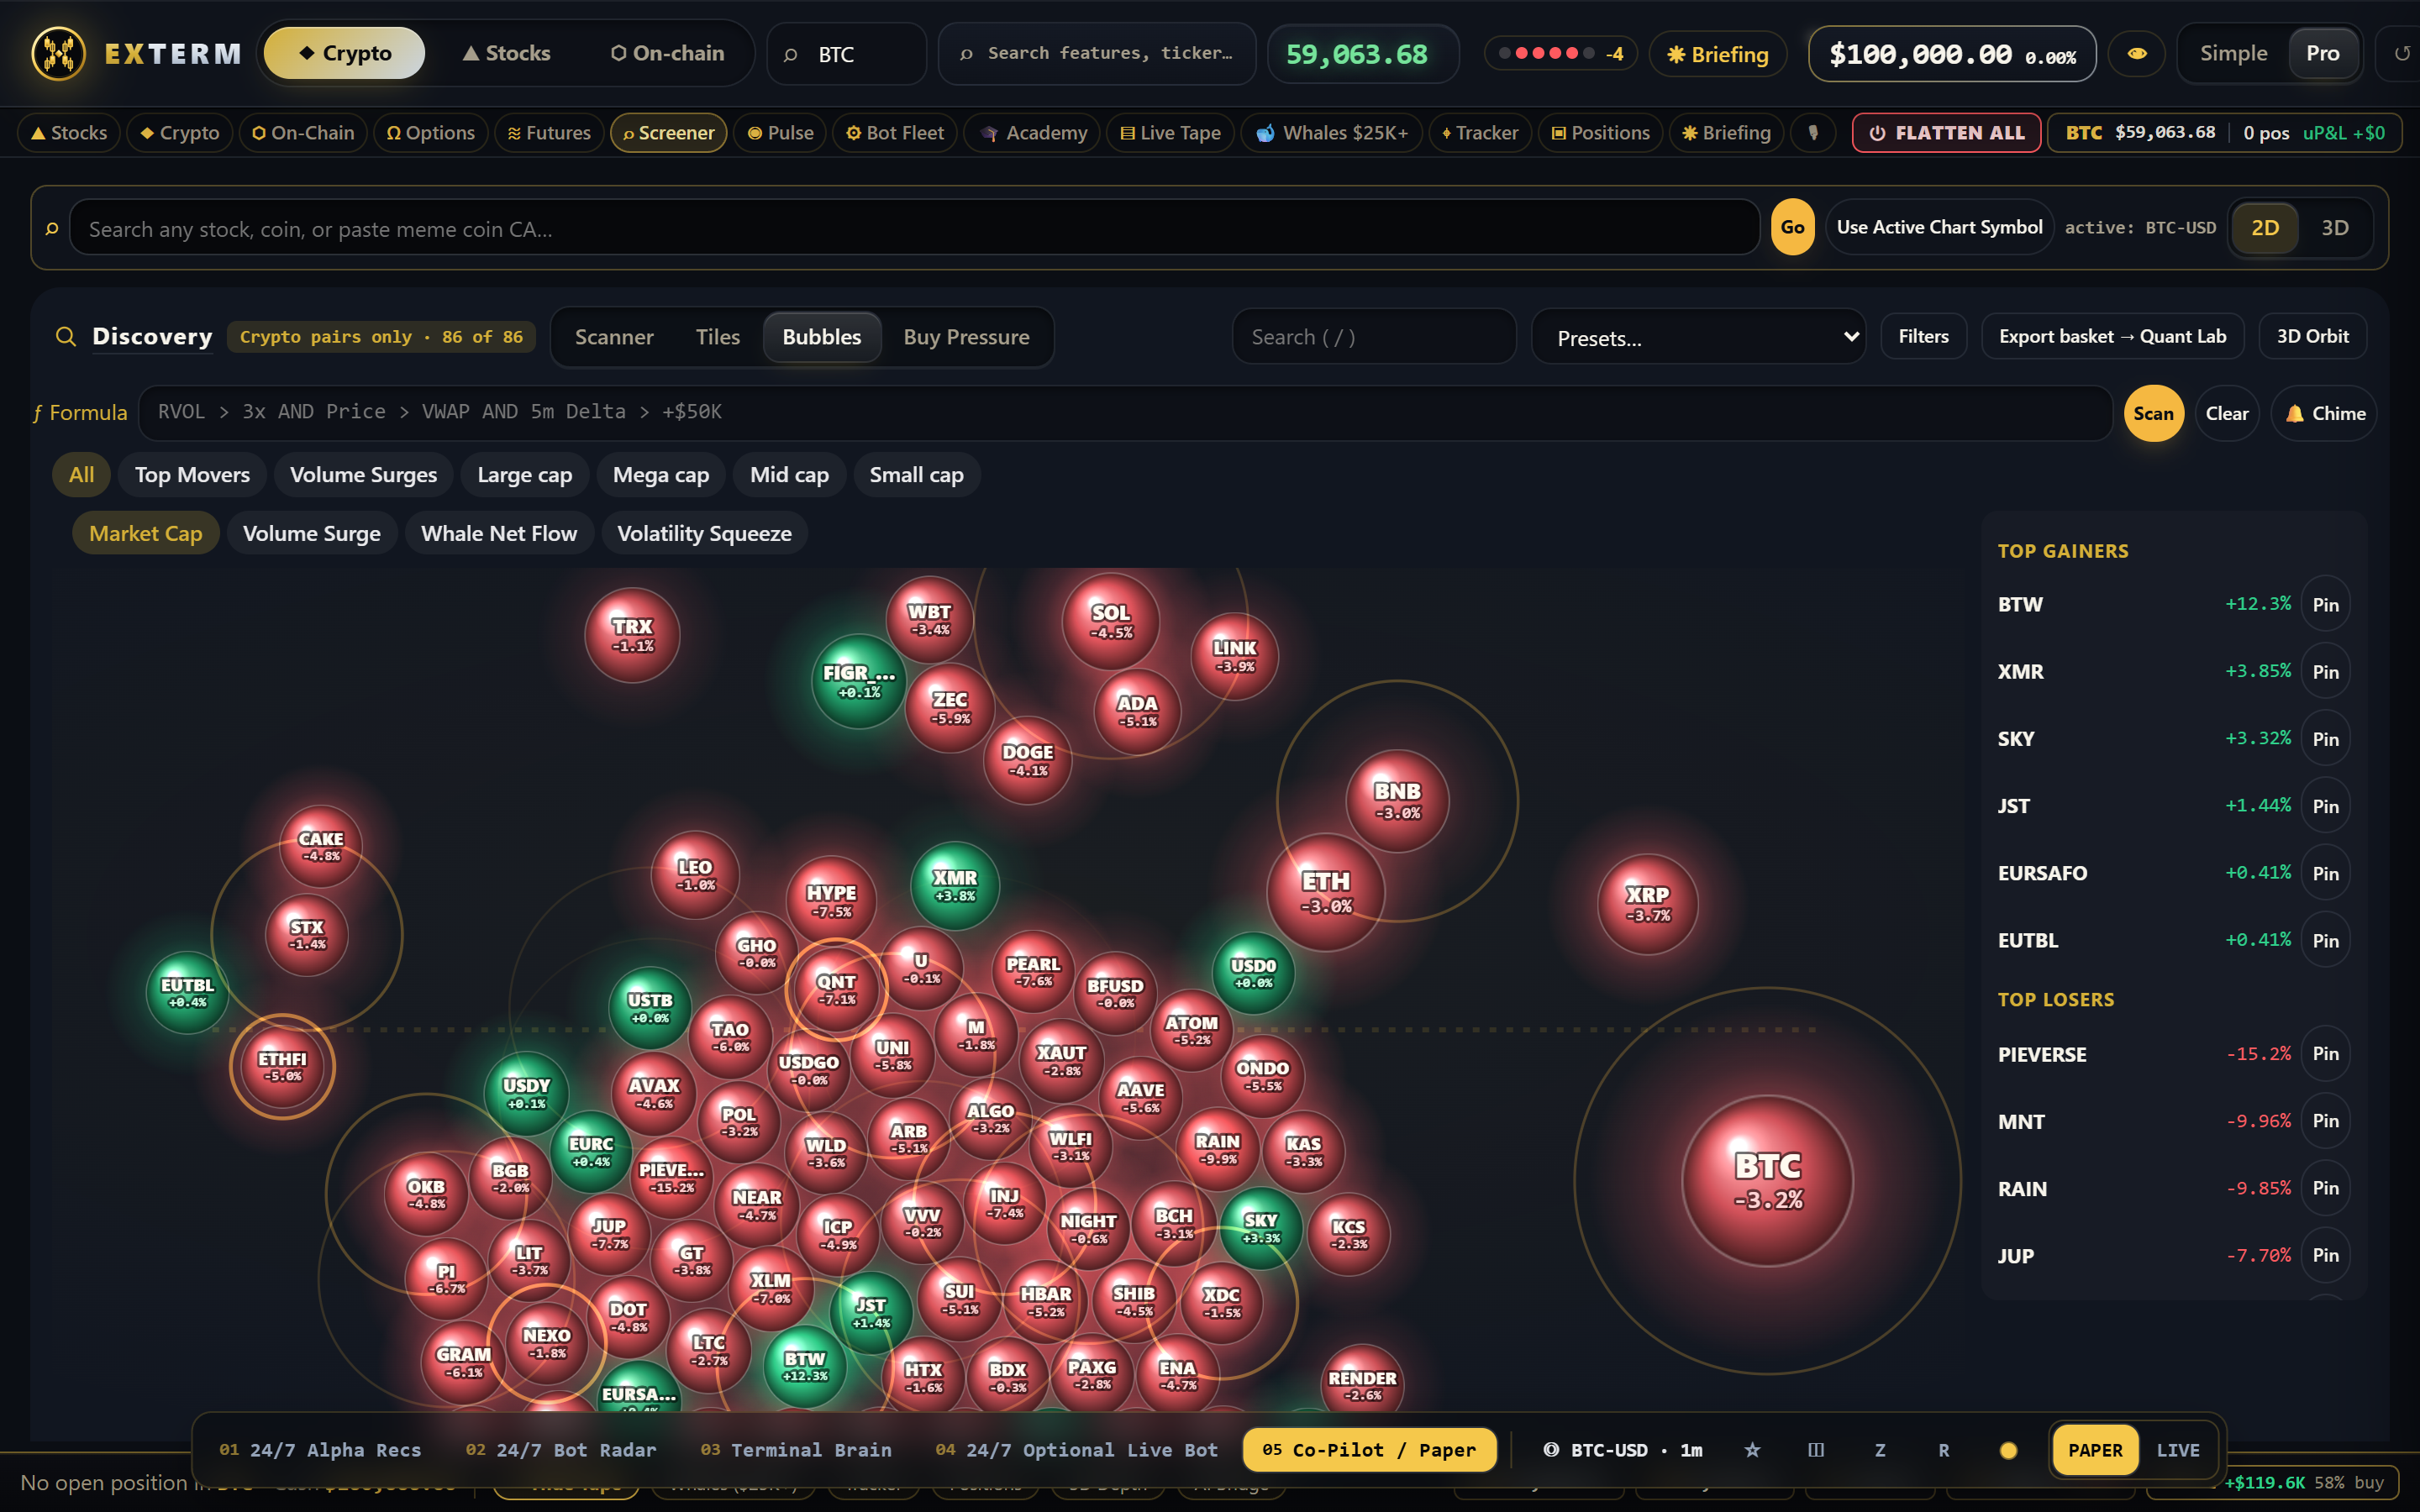 EXTERM
Crypto
Stocks
On-chain
BTC
Search features, ticker…
59,063.68
-4
Briefing
$100,000.00 0.00%
Simple
Pro
Stocks
Crypto
On-Chain
Options
Futures
Screener
Pulse
Bot Fleet
Academy
Live Tape
Whales $25K+
Tracker
Positions
Briefing
FLATTEN ALL
BTC $59,063.68 0 pos uP&L +$0
Search any stock, coin, or paste meme coin CA...
Go
Use Active Chart Symbol
active: BTC-USD
2D
3D
Discovery
Crypto pairs only · 86 of 86
Scanner
Tiles
Bubbles
Buy Pressure
Search ( / )
Presets...
Filters
Export basket → Quant Lab
3D Orbit
ƒ Formula
RVOL > 3x AND Price > VWAP AND 5m Delta > +$50K
Scan
Clear
Chime
All
Top Movers
Volume Surges
Large cap
Mega cap
Mid cap
Small cap
Market Cap
Volume Surge
Whale Net Flow
Volatility Squeeze
TRX
-1.1%
WBT
-3.4%
SOL
-4.5%
LINK
-3.9%
FIGR_…
+0.1%
ZEC
-5.9%
ADA
-5.1%
DOGE
-4.1%
BNB
-3.0%
CAKE
-4.8%
LEO
-1.0%
HYPE
-7.5%
XMR
+3.8%
ETH
-3.0%
XRP
-3.7%
STX
-1.4%
GHO
-0.0%
U
-0.1%
PEARL
-7.6%
USD0
+0.0%
EUTBL
+0.4%
QNT
-7.1%
BFUSD
-0.0%
USTB
+0.0%
TAO
-6.0%
M
-1.8%
ATOM
-5.2%
ETHFI
-5.0%
USDGO
-0.0%
UNI
-5.8%
XAUT
-2.8%
ONDO
-5.5%
USDY
+0.1%
AVAX
-4.6%
AAVE
-5.6%
POL
-3.2%
ALGO
-3.2%
EURC
+0.4%
WLD
-3.6%
ARB
-5.1%
WLFI
-3.1%
RAIN
-9.9%
KAS
-3.3%
OKB
-4.8%
BGB
-2.0%
PIEVE…
-15.2%
NEAR
-4.7%
INJ
-7.4%
BTC
-3.2%
JUP
-7.7%
ICP
-4.9%
VVV
-0.2%
NIGHT
-0.6%
BCH
-3.1%
SKY
+3.3%
KCS
-2.3%
PI
-6.7%
LIT
-3.7%
GT
-3.8%
XLM
-7.0%
SUI
-5.1%
HBAR
-5.2%
SHIB
-4.5%
XDC
-1.5%
DOT
-4.8%
JST
+1.4%
NEXO
-1.8%
LTC
-2.7%
GRAM
-6.1%
BTW
+12.3%
HTX
-1.6%
BDX
-0.3%
PAXG
-2.8%
ENA
-4.7%
RENDER
-2.6%
EURSA…
TOP GAINERS
BTW +12.3% Pin
XMR +3.85% Pin
SKY +3.32% Pin
JST +1.44% Pin
EURSAFO +0.41% Pin
EUTBL +0.41% Pin
TOP LOSERS
PIEVERSE -15.2% Pin
MNT -9.96% Pin
RAIN -9.85% Pin
JUP -7.70% Pin
01 24/7 Alpha Recs
02 24/7 Bot Radar
03 Terminal Brain
04 24/7 Optional Live Bot
05 Co-Pilot / Paper
BTC-USD · 1m
Z
R
PAPER
LIVE
No open position
+$119.6K 58% buy